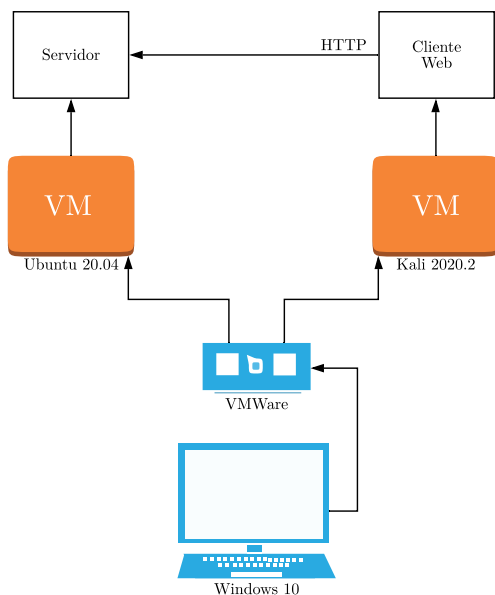 HTTP
Servidor
Cliente
Web
VM
VM
Ubuntu 20.04
Kali 2020.2
VMWare
Windows 10